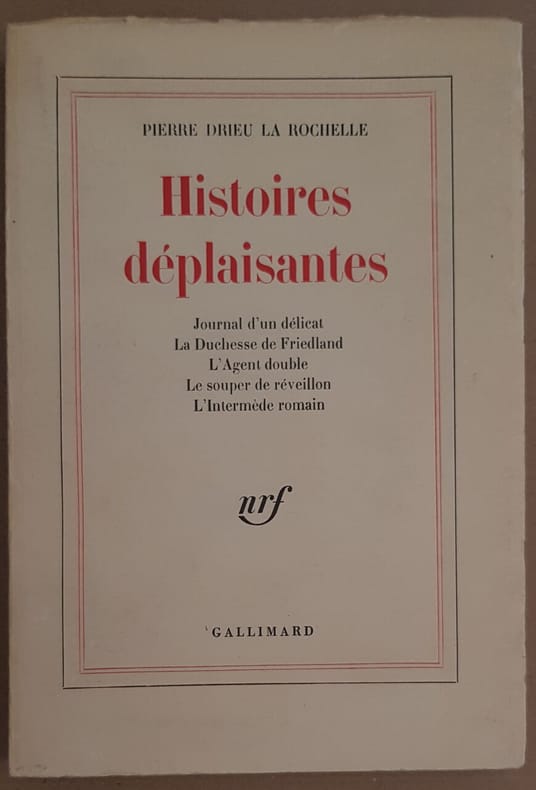 PIERRE DRIEU LA ROCHELLE
Histoires
déplaisantes
Journal d'un délicat
La Duchesse de Friedland
L'Agent double
Le souper de réveillon
L'Intermède romain
nrf
GALLIMARD